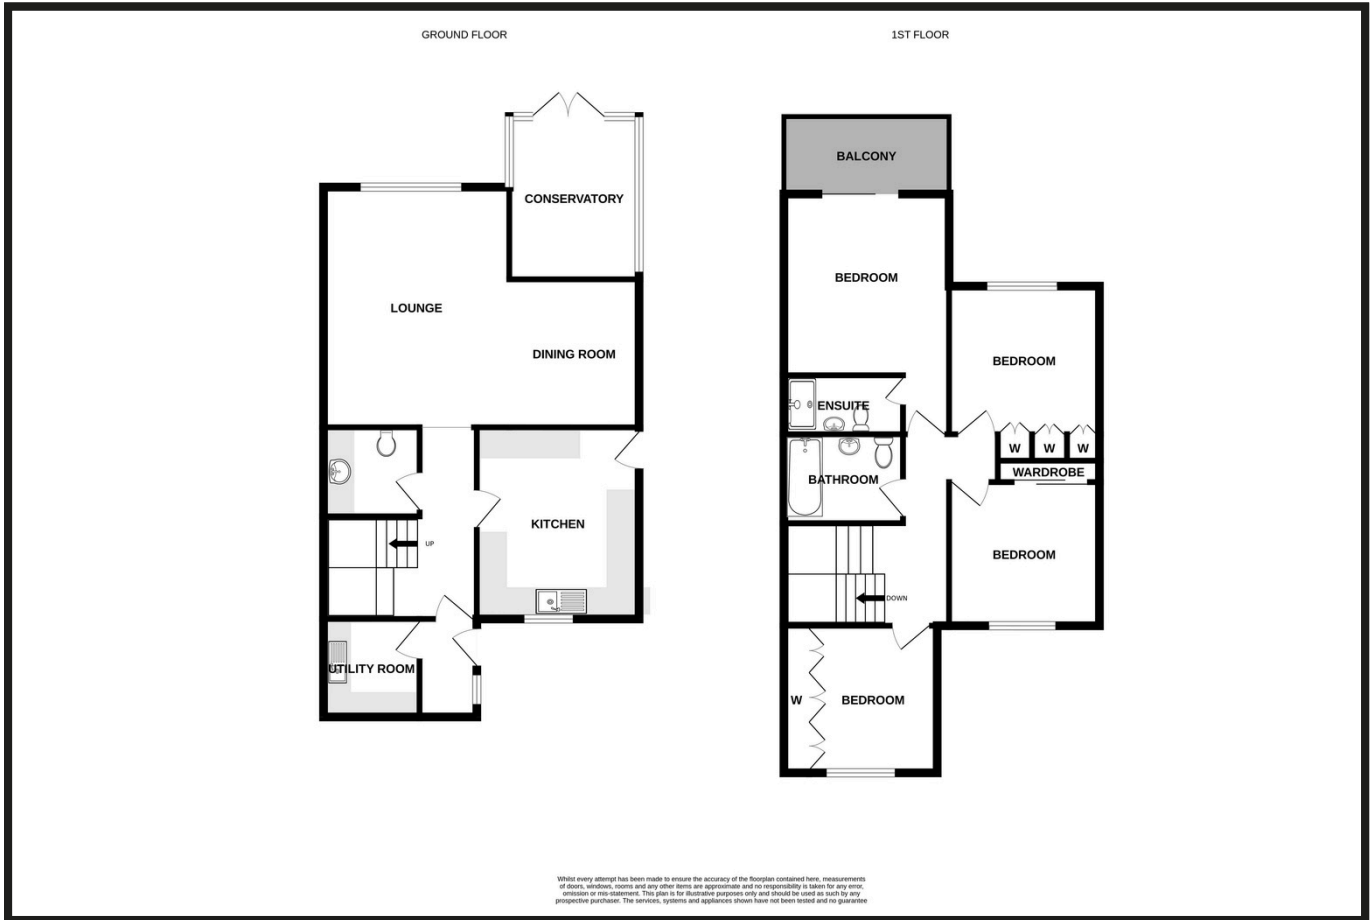 GROUND FLOOR
1ST FLOOR
CONSERVATORY
LOUNGE
DINING ROOM
KITCHEN
UP
UTILITY ROOM
BALCONY
BEDROOM
BEDROOM
ENSUITE
W W W
WARDROBE
BATHROOM
BEDROOM
DOWN
W
BEDROOM
Whilst every attempt has been made to ensure the accuracy of the floorplan contained here, measurements
of doors, windows, rooms and any other items are approximate and no responsibility is taken for any error,
omission or mis-statement. This plan is for illustrative purposes only and should be used as such by any
prospective purchaser. The services, systems and appliances shown have not been tested and no guarantee